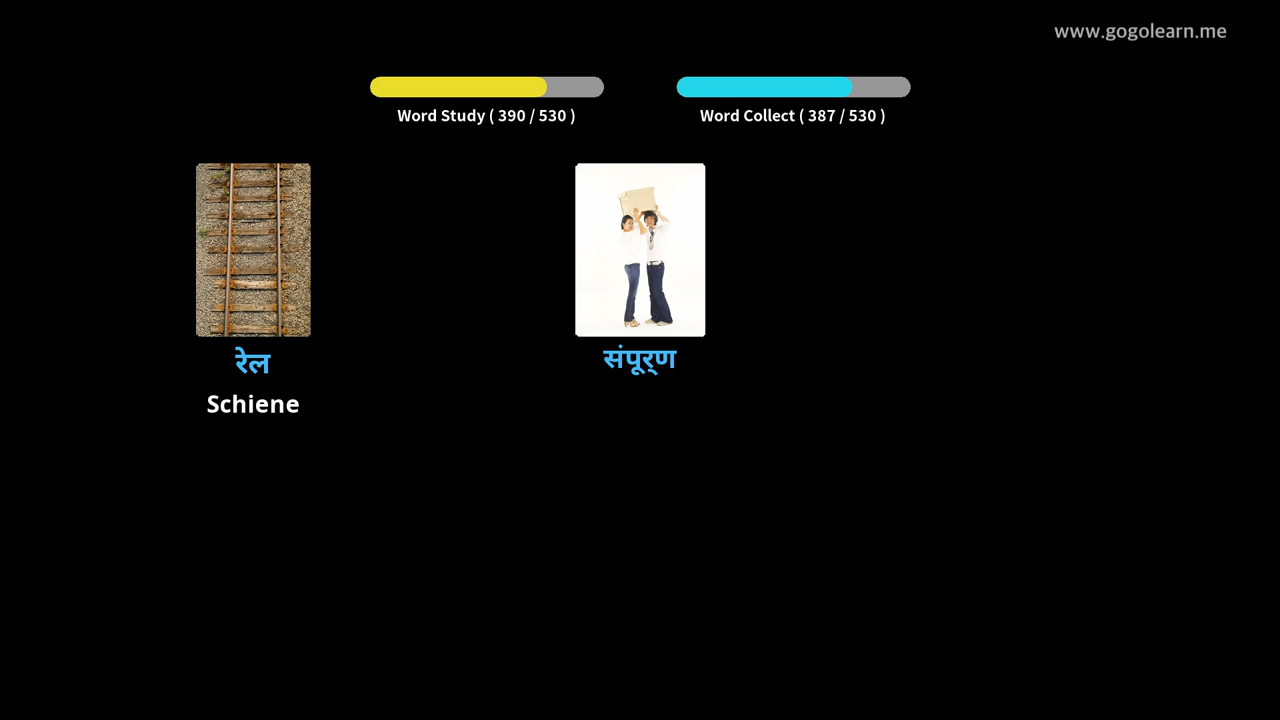 www.gogolearn.me
Word Study ( 390 / 530 )
Word Collect ( 387 / 530 )
रेल
Schiene
संपूर्ण